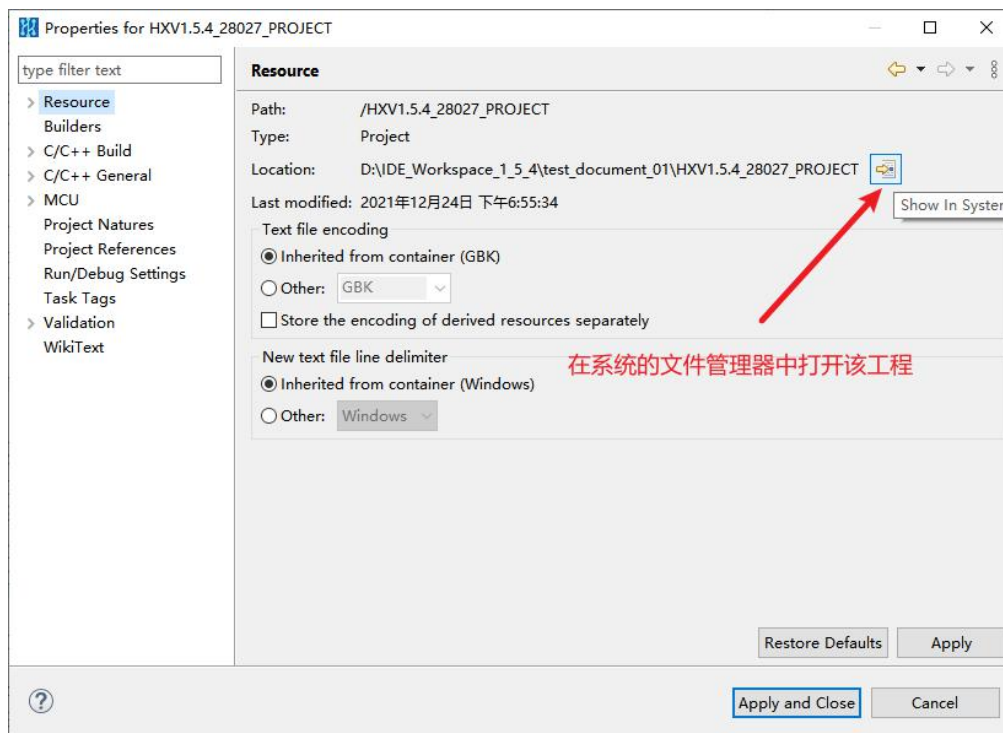 Properties for HXV1.5.4_28027_PROJECT
type filter text
Resource
Builders
C/C++ Build
C/C++ General
MCU
Project Natures
Project References
Run/Debug Settings
Task Tags
Validation
WikiText
Resource
Path: /HXV1.5.4_28027_PROJECT
Type: Project
Location: D:\IDE_Workspace_1_5_4\test_document_01\HXV1.5.4_28027_PROJECT
Show In System
Last modified: 2021年12月24日 下午6:55:34
Text file encoding
Inherited from container (GBK)
Other: GBK
Store the encoding of derived resources separately
New text file line delimiter
在系统的文件管理器中打开该工程
Inherited from container (Windows)
Other: Windows
Restore Defaults Apply
Apply and Close Cancel